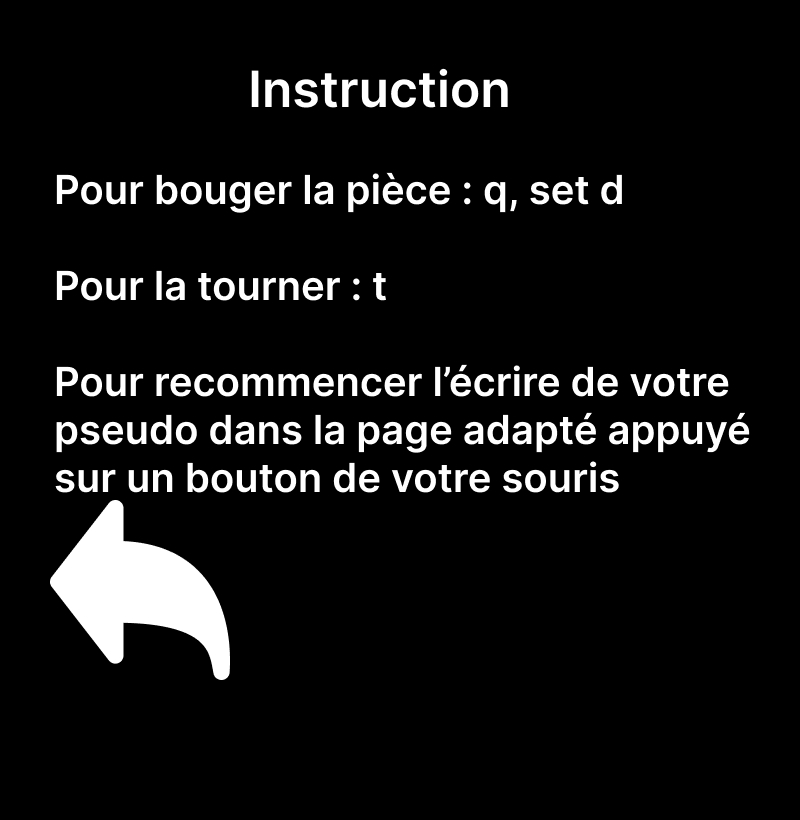 Instruction
Pour bouger la pièce : q, set d
Pour la tourner : t
Pour recommencer l’écrire de votre
pseudo dans la page adapté appuyé
sur un bouton de votre souris